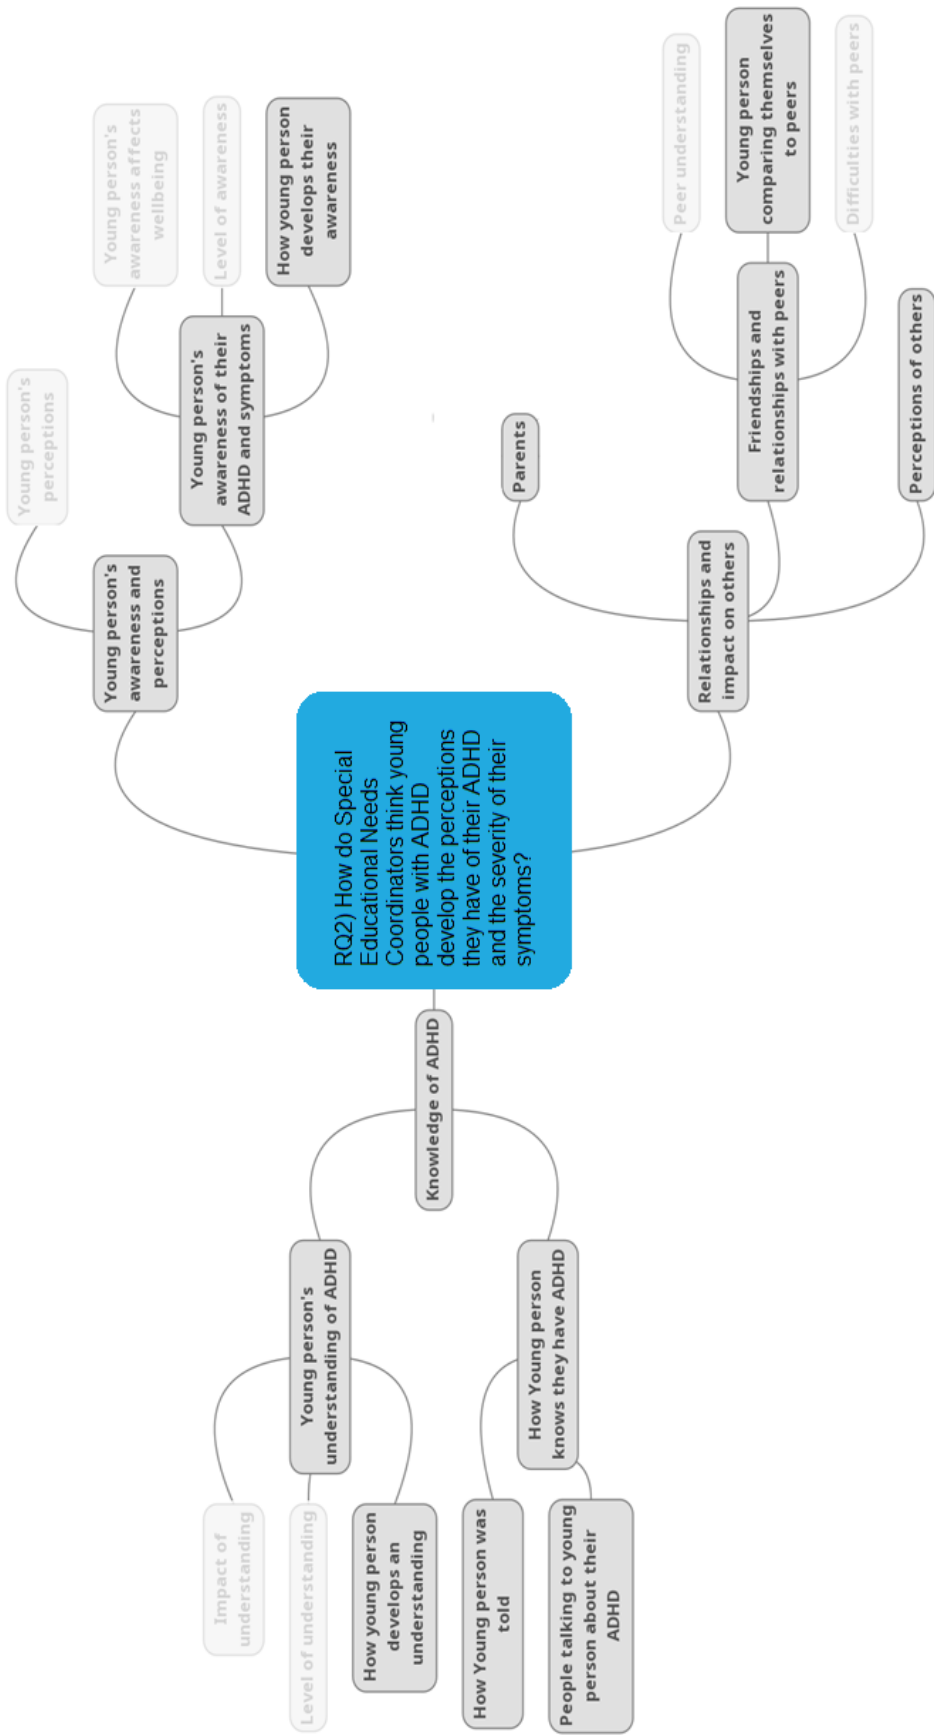 Impact of
understanding
Level of understanding
How young person
develops an
understanding
How Young person was
told
People talking to young
person about their
ADHD
Young person's
understanding of ADHD
How Young person
knows they have ADHD
Knowledge of ADHD
RQ2) How do Special
Educational Needs
Coordinators think young
people with ADHD
develop the perceptions
they have of their ADHD
and the severity of their
symptoms?
Young person's
awareness and
perceptions
Young person's
perceptions
Young person's
awareness of their
ADHD and symptoms
Young person's
awareness affects
wellbeing
Level of awareness
How young person
develops their
awareness
Relationships and
impact on others
Parents
Friendships and
relationships with peers
Perceptions of others
Peer understanding
Young person
comparing themselves
to peers
Difficulties with peers